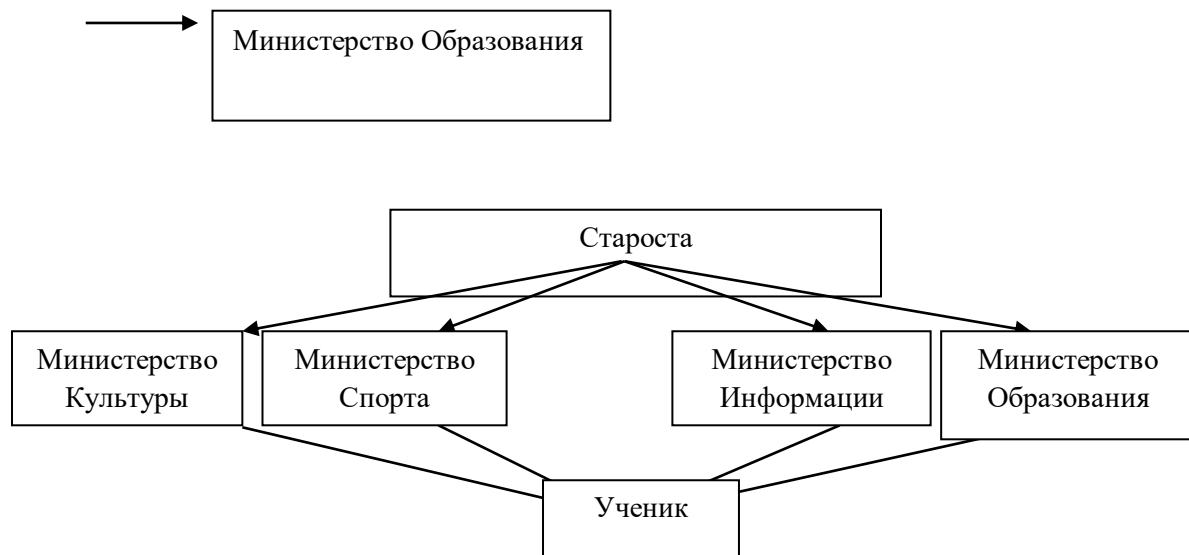 Министерство Образования
Староста
Министерство
Культуры
Министерство
Спорта
Министерство
Информации
Министерство
Образования
Ученик